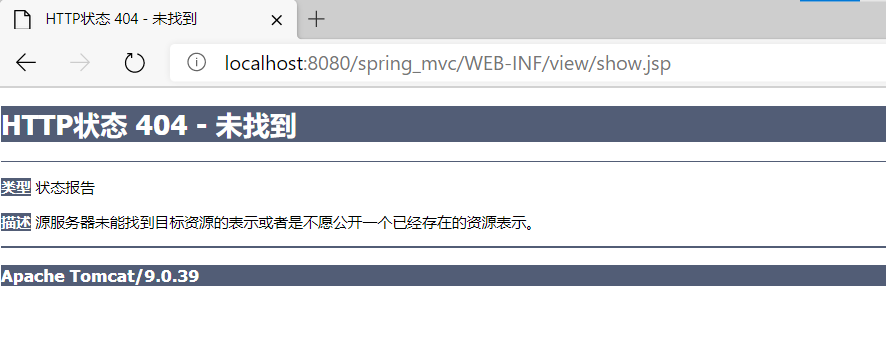 HTTP状态 404 - 未找到
localhost:8080/spring_mvc/WEB-INF/view/show.jsp
HTTP状态 404 - 未找到
类型 状态报告
描述 源服务器未能找到目标资源的表示或者是不愿公开一个已经存在的资源表示。
Apache Tomcat/9.0.39